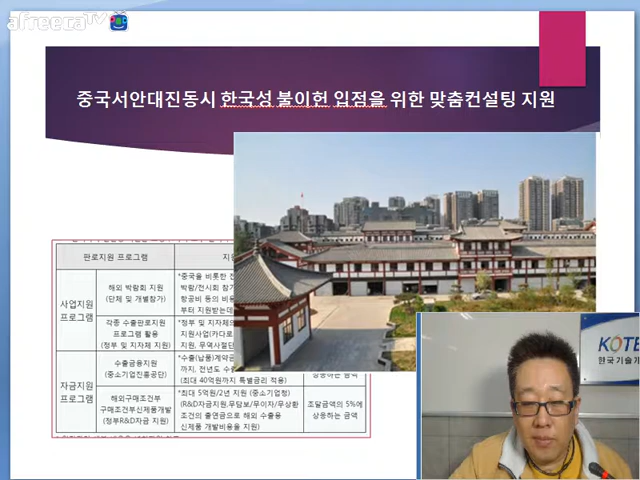 afreecaTV
중국서안대진동시 한국성 불이헌 입점을 위한 맞춤컨설팅 지원
판로지원 프로그램
사업지원
프로그램
해외 박람회 지원
(단체 및 개별참가)
*중국을 비롯한
박람/전시회 참가
항공비 등의 비용
부터 지원받는데
각종 수출판로지원
프로그램 활용
(정부 및 지자체 지원)
*정부 및 지자체의
지원사업(카다로
지원, 무역사절단
자금지원
프로그램
수출금융지원
(중소기업진흥공단)
*수출(납품)계약금
까지, 전년도 수출
(최대 40억원까지 특별금리 적용)
상응하는 금액
해외구매조건부
구매조건부신제품개발
(정부R&D자금 지원)
*최대 5억원/2년 지원 (중소기업청)
(R&D자금지원,무담보/무이자/무상환
조건의 출연금으로 해외 수출용
신제품 개발비용을 지원)
조달금액의 5%에
상응하는 금액
KOTE
한국기술기